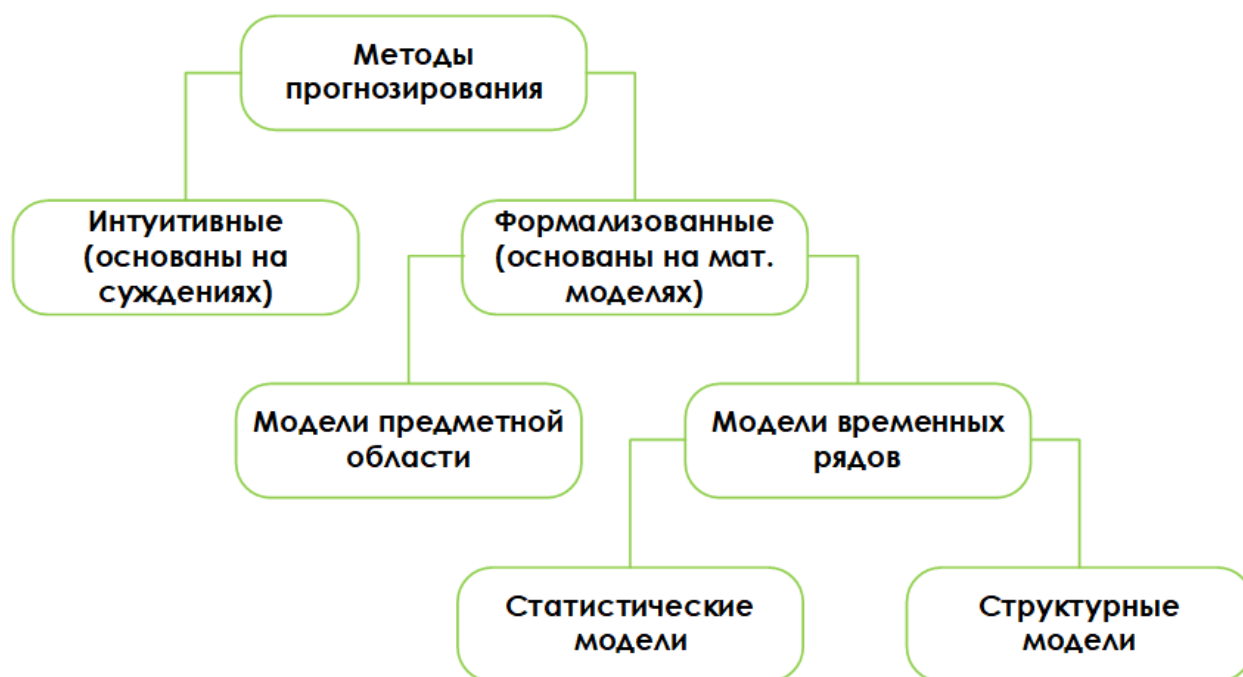 Методы
прогнозирования
Интуитивные
(основаны на
суждениях)
Формализованные
(основаны на мат.
моделях)
Модели предметной
области
Модели временных
рядов
Статистические
модели
Структурные
модели